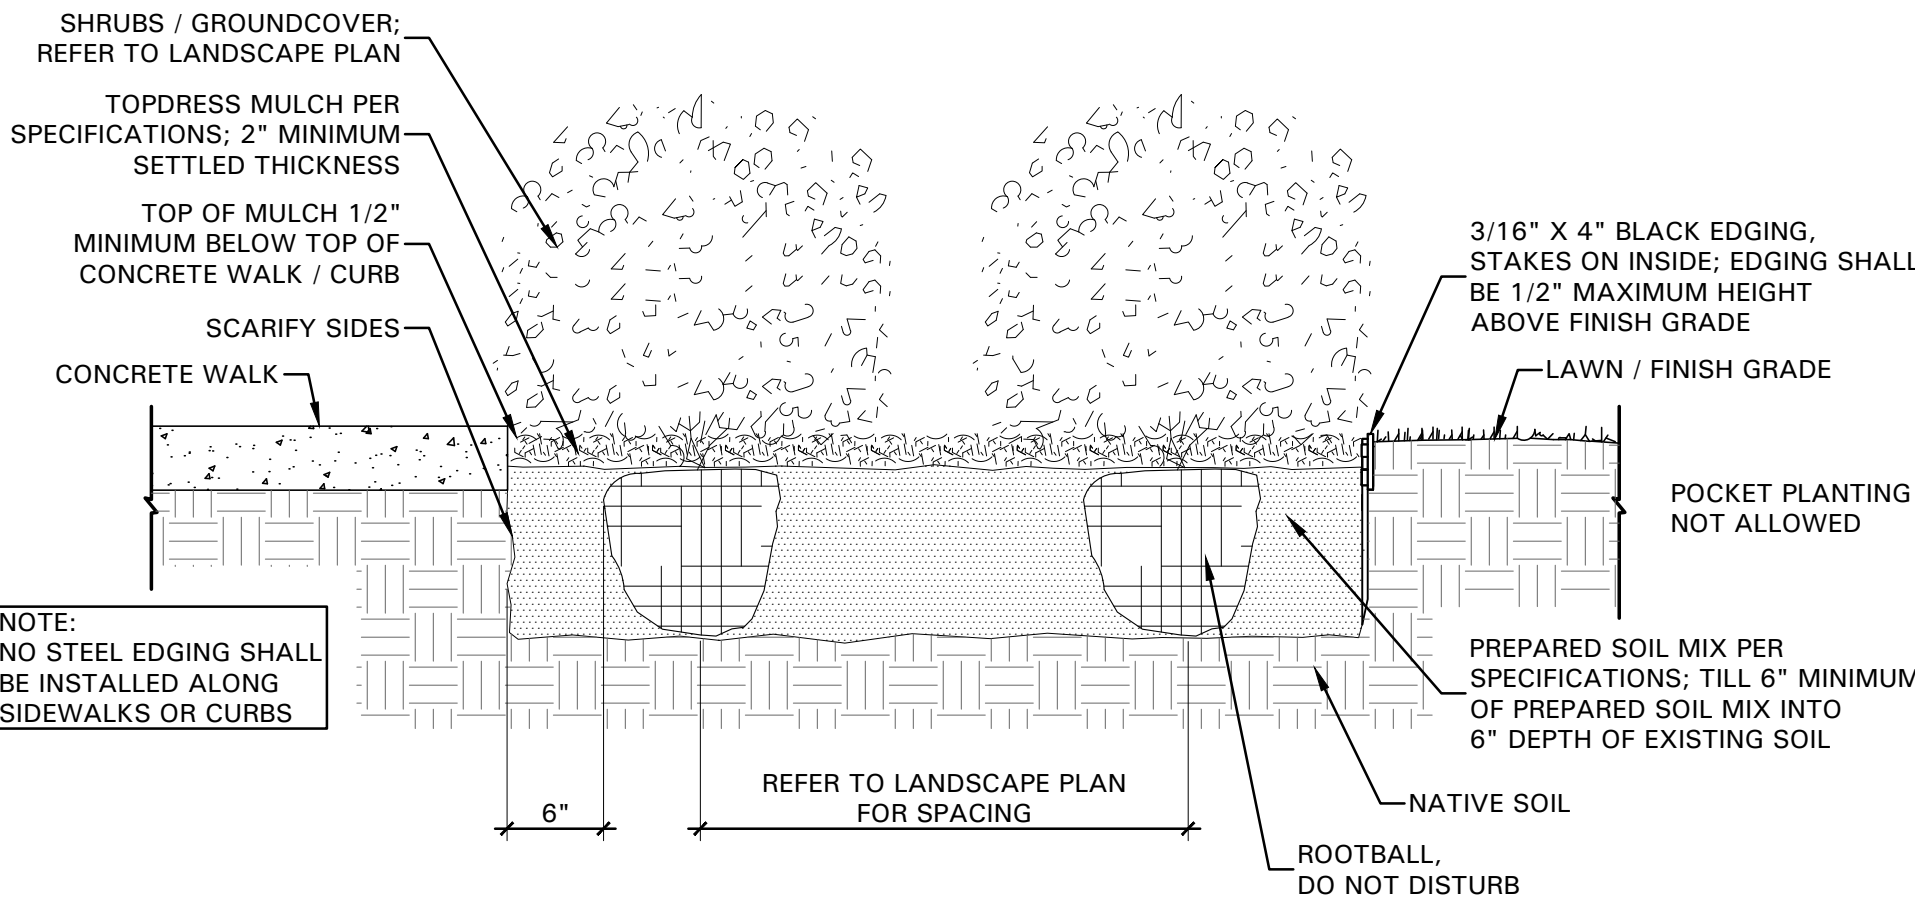 SHRUBS / GROUNDCOVER;
REFER TO LANDSCAPE PLAN
TOPDRESS MULCH PER
SPECIFICATIONS; 2" MINIMUM
SETTLED THICKNESS
TOP OF MULCH 1/2"
MINIMUM BELOW TOP OF
CONCRETE WALK / CURB
SCARIFY SIDES
CONCRETE WALK
NOTE:
NO STEEL EDGING SHALL
BE INSTALLED ALONG
SIDEWALKS OR CURBS
6"
REFER TO LANDSCAPE PLAN
FOR SPACING
3/16" X 4" BLACK EDGING,
STAKES ON INSIDE; EDGING SHALL
BE 1/2" MAXIMUM HEIGHT
ABOVE FINISH GRADE
LAWN / FINISH GRADE
POCKET PLANTING
NOT ALLOWED
PREPARED SOIL MIX PER
SPECIFICATIONS; TILL 6" MINIMUM
OF PREPARED SOIL MIX INTO
6" DEPTH OF EXISTING SOIL
NATIVE SOIL
ROOTBALL,
DO NOT DISTURB